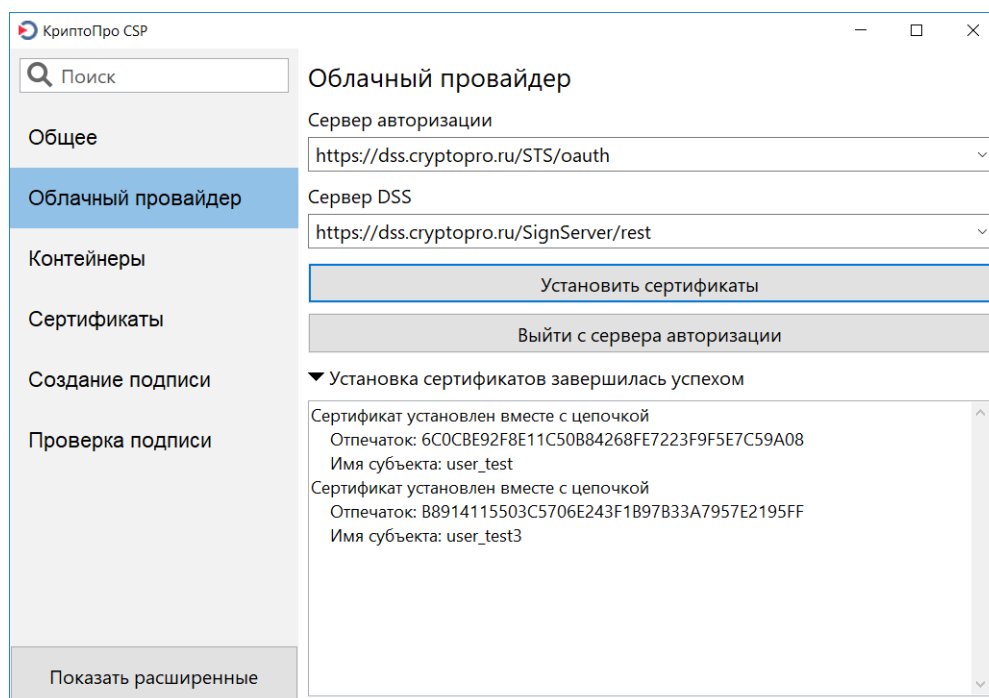 КриптоПро CSP
Поиск
Общее
Облачный провайдер
Контейнеры
Сертификаты
Создание подписи
Проверка подписи
Показать расширенные
Облачный провайдер
Сервер авторизации
https://dss.cryptopro.ru/STS/oauth
Сервер DSS
https://dss.cryptopro.ru/SignServer/rest
Установить сертификаты
Выйти с сервера авторизации
Установка сертификатов завершилась успехом
Сертификат установлен вместе с цепочкой
Отпечаток: 6C0CBE92F8E11C50B84268FE7223F9F5E7C59A08
Имя субъекта: user_test
Сертификат установлен вместе с цепочкой
Отпечаток: B8914115503C5706E243F1B97B33A7957E2195FF
Имя субъекта: user_test3